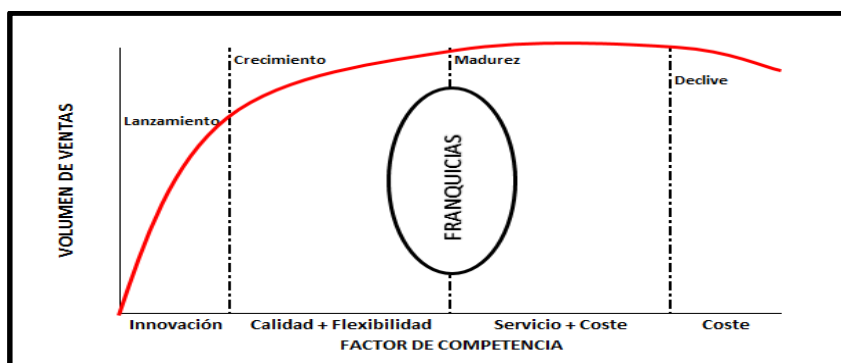 Crecimiento
Madurez
Declive
Lanzamiento
VOLUMEN DE VENTAS
FRANQUICIAS
Innovación
Calidad + Flexibilidad
Servicio + Coste
Coste
FACTOR DE COMPETENCIA